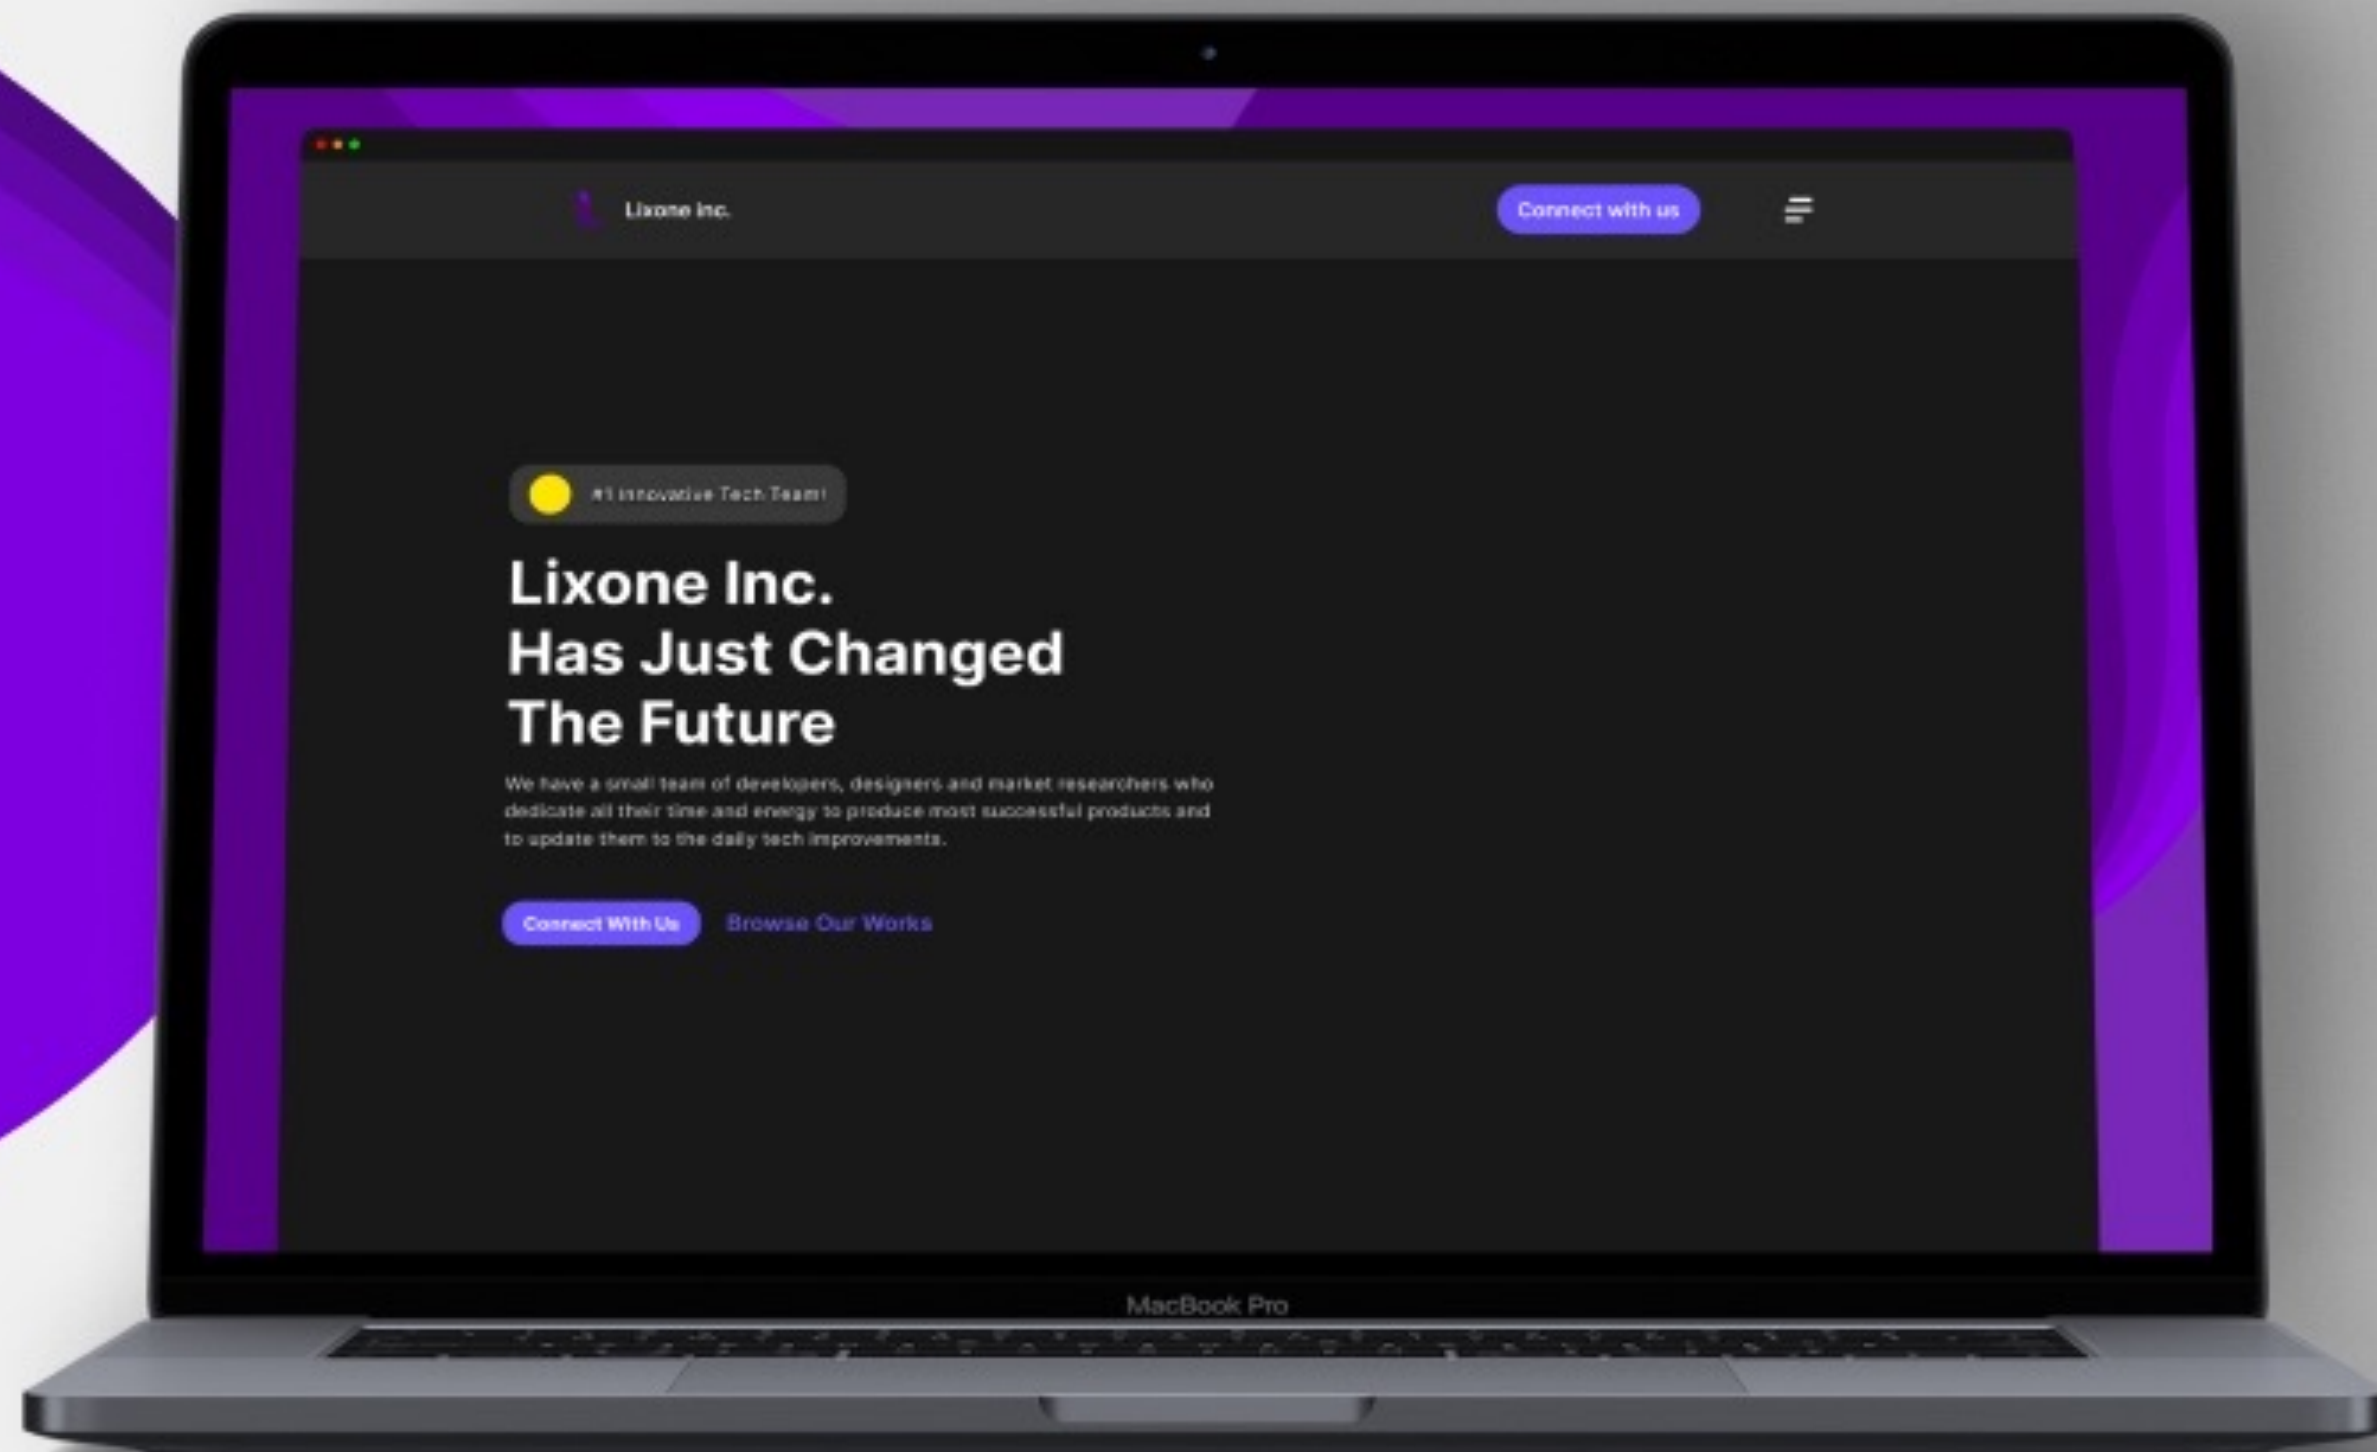 Lixone Inc.
Connect with us
#1 Innovative Tech Team!
Lixone Inc.
Has Just Changed
The Future
We have a small team of developers, designers and market researchers who
dedicate all their time and energy to produce most successful products and
to update them to the daily tech improvements.
Connect With Us
Browse Our Works
MacBook Pro